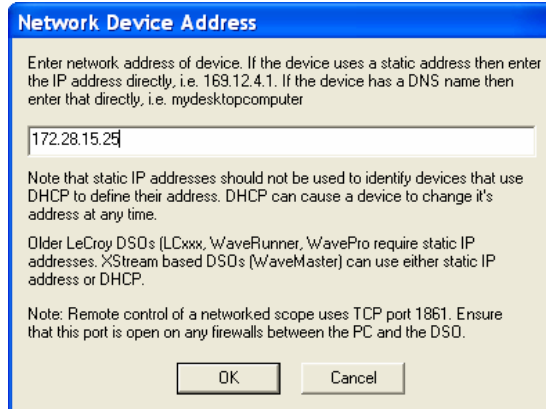 Network Device Address
Enter network address of device. If the device uses a static address then enter
the IP address directly, i.e. 169.12.4.1. If the device has a DNS name then
enter that directly, i.e. mydesktopcomputer
172.28.15.25
Note that static IP addresses should not be used to identify devices that use
DHCP to define their address. DHCP can cause a device to change it's
address at any time.
Older LeCroy DSOs (LCxxx, WaveRunner, WavePro require static IP
addresses. XStream based DSOs (WaveMaster) can use either static IP
address or DHCP.
Note: Remote control of a networked scope uses TCP port 1861. Ensure
that this port is open on any firewalls between the PC and the DSO.
OK Cancel